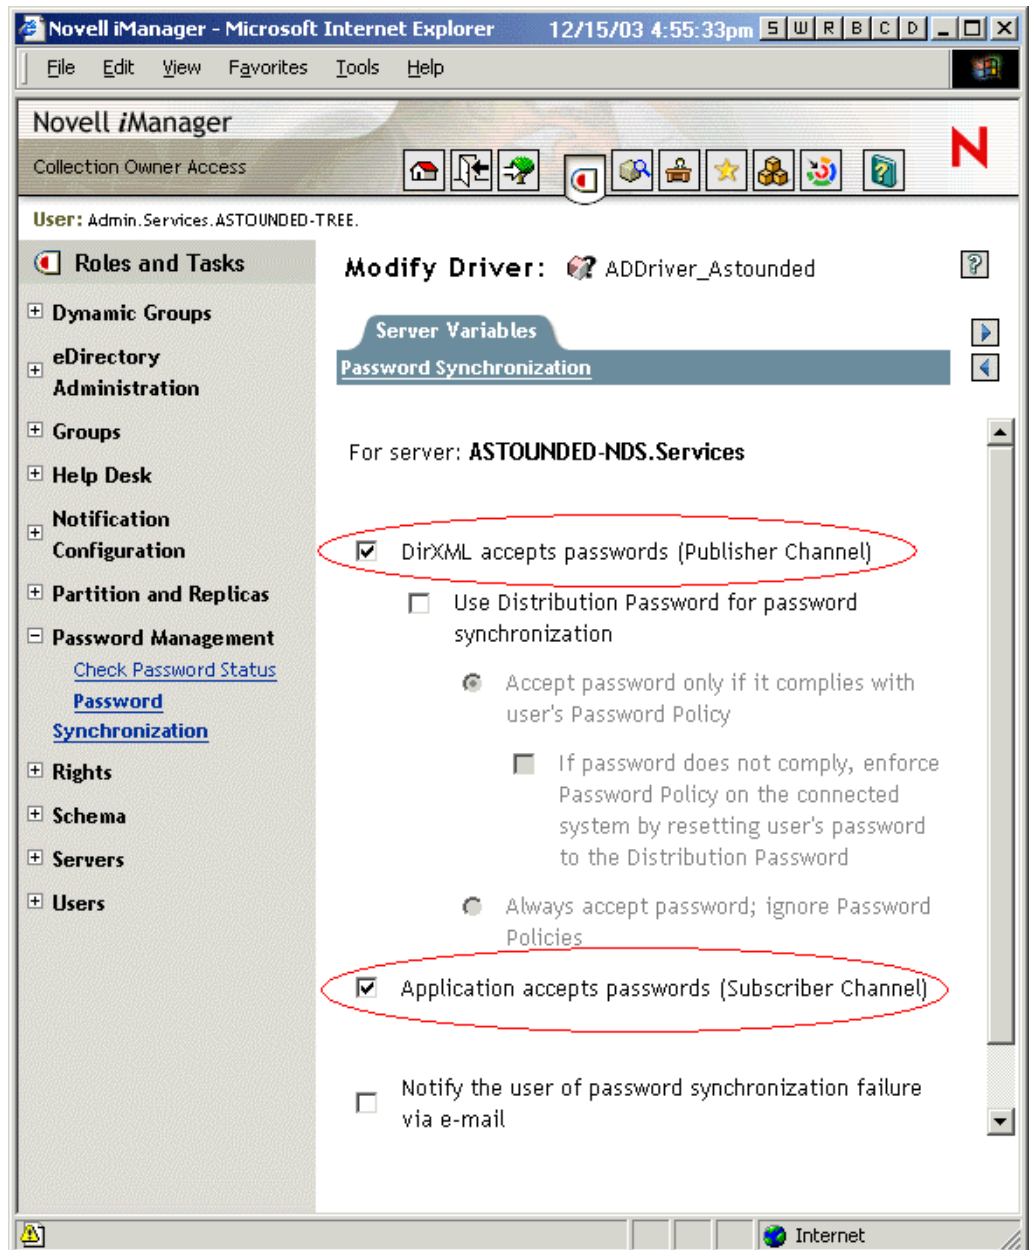 Novell iManager - Microsoft Internet Explorer 12/15/03 4:55:33pm S W R B C D
File Edit View Favorites Tools Help
Novell iManager
N
Collection Owner Access
User: Admin.Services.ASTOUNDED-TREE.
Roles and Tasks
Dynamic Groups
eDirectory
Administration
Groups
Help Desk
Notification
Configuration
Partition and Replicas
Password Management
Check Password Status
Password
Synchronization
Rights
Schema
Servers
Users
Modify Driver: ADDriver_Astounded
Server Variables
Password Synchronization
For server: ASTOUNDED-NDS.Services
DirXML accepts passwords (Publisher Channel)
Use Distribution Password for password
synchronization
Accept password only if it complies with
user's Password Policy
If password does not comply, enforce
Password Policy on the connected
system by resetting user's password
to the Distribution Password
Always accept password; ignore Password
Policies
Application accepts passwords (Subscriber Channel)
Notify the user of password synchronization failure
via e-mail
Internet